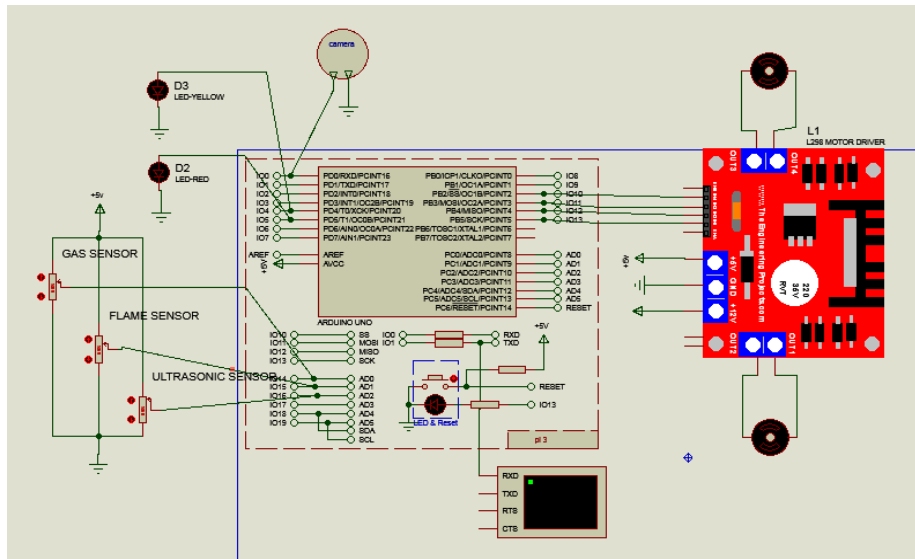 camera
D3
LED-YELLOW
D2
LED-RED
+5v
GAS SENSOR
FLAME SENSOR
ULTRASONIC SENSOR
IO0
IO1
IO2
IO3
IO4
IO5
IO6
IO7
AREF
+5V
PD0/RXD/PCINT16
PD1/TXD/PCINT17
PD2/INT0/PCINT18
PD3/INT1/OC2B/PCINT19
PD4/T0/XCK/PCINT20
PD5/T1/OC0B/PCINT21
PD6/AIN0/OC0A/PCINT22
PD7/AIN1/PCINT23
AREF
AVCC
PB0/ICP1/CLKO/PCINT0
PB1/OC1A/PCINT1
PB2/SS/OC1B/PCINT2
PB3/MOSI/OC2A/PCINT3
PB4/MISO/PCINT4
PB5/SCK/PCINT5
PB6/TOSC1/XTAL1/PCINT6
PB7/TOSC2/XTAL2/PCINT7
PC0/ADC0/PCINT8
PC1/ADC1/PCINT9
PC2/ADC2/PCINT10
PC3/ADC3/PCINT11
PC4/ADC4/SDA/PCINT12
PC5/ADC5/SCL/PCINT13
PC6/RESET/PCINT14
IO8
IO9
IO10
IO11
IO12
IO13
AD0
AD1
AD2
AD3
AD4
AD5
RESET
ARDUINO UNO
IO10
IO11
IO12
IO13
IO14
IO15
IO16
IO17
IO18
IO19
SS
MOSI
MISO
SCK
AD0
AD1
AD2
AD3
AD4
AD5
SDA
SCL
IO0
IO1
RXD
TXD
+5V
RESET
IO13
LED & Reset
pi 3
RXD
TXD
RTS
CTS
L1
L298 MOTOR DRIVER
OUT3
OUT4
www.TheEngineeringProjects.com
220
35V
RVT
+5v
+5V
GND
+12V
OUT2
OUT1